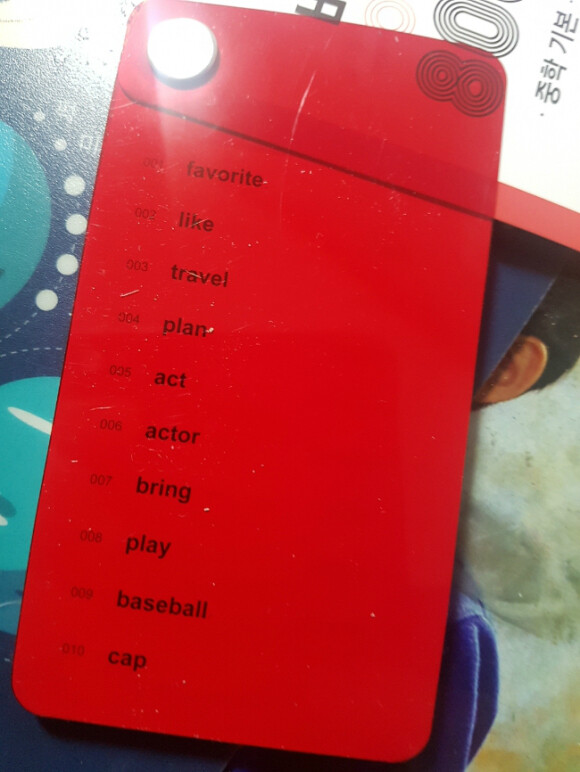 · 중학 기본
001 favorite
002 like
003 travel
004 plan
005 act
006 actor
007 bring
008 play
009 baseball
010 cap